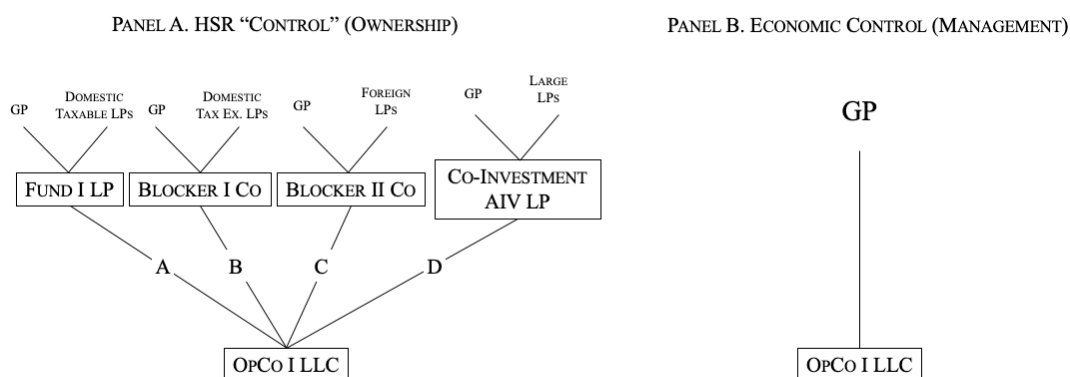 PANEL A. HSR “CONTROL” (OWNERSHIP)
GP
DOMESTIC
TAXABLE LPS
GP
DOMESTIC
TAX EX. LPS
GP
FOREIGN
LPS
GP
LARGE
LPS
FUND I LP
BLOCKER I CO
BLOCKER II CO
CO-INVESTMENT
AIV LP
A
B
C
D
OPCO I LLC
PANEL B. ECONOMIC CONTROL (MANAGEMENT)
GP
OPCO I LLC